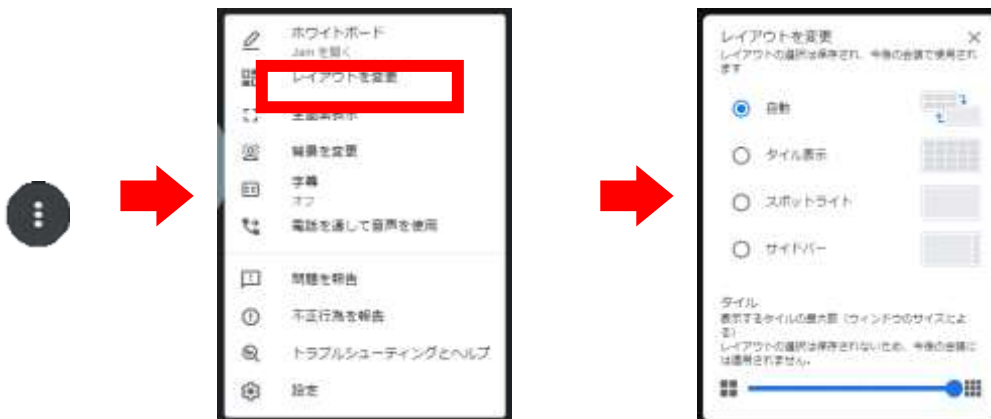 ホワイトボード
Jam を開く
レイアウトを変更
全画面表示
背景を変更
字幕
オフ
電話を通して音声を使用
問題を報告
不正行為を報告
トラブルシューティングとヘルプ
設定
レイアウトを変更
レイアウトの選択は保存され、今後の会議で使用され
ます
自動
タイル表示
スポットライト
サイドバー
タイル
表示するタイルの最大数（ウィンドウのサイズによ
る）
レイアウトの選択は保存されないため、今後の会議に
は適用されません。